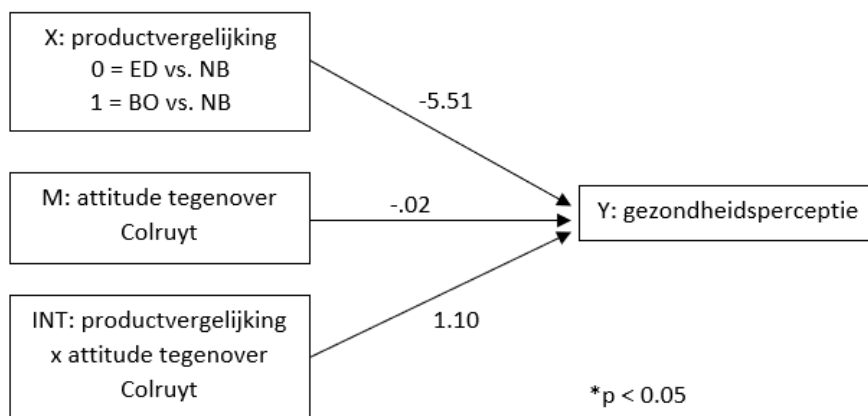 X: productvergelijking
0 = ED vs. NB
1 = BO vs. NB
-5.51
M: attitude tegenover
Colruyt
-.02
Y: gezondheidsperceptie
INT: productvergelijking
x attitude tegenover
Colruyt
1.10
*p < 0.05